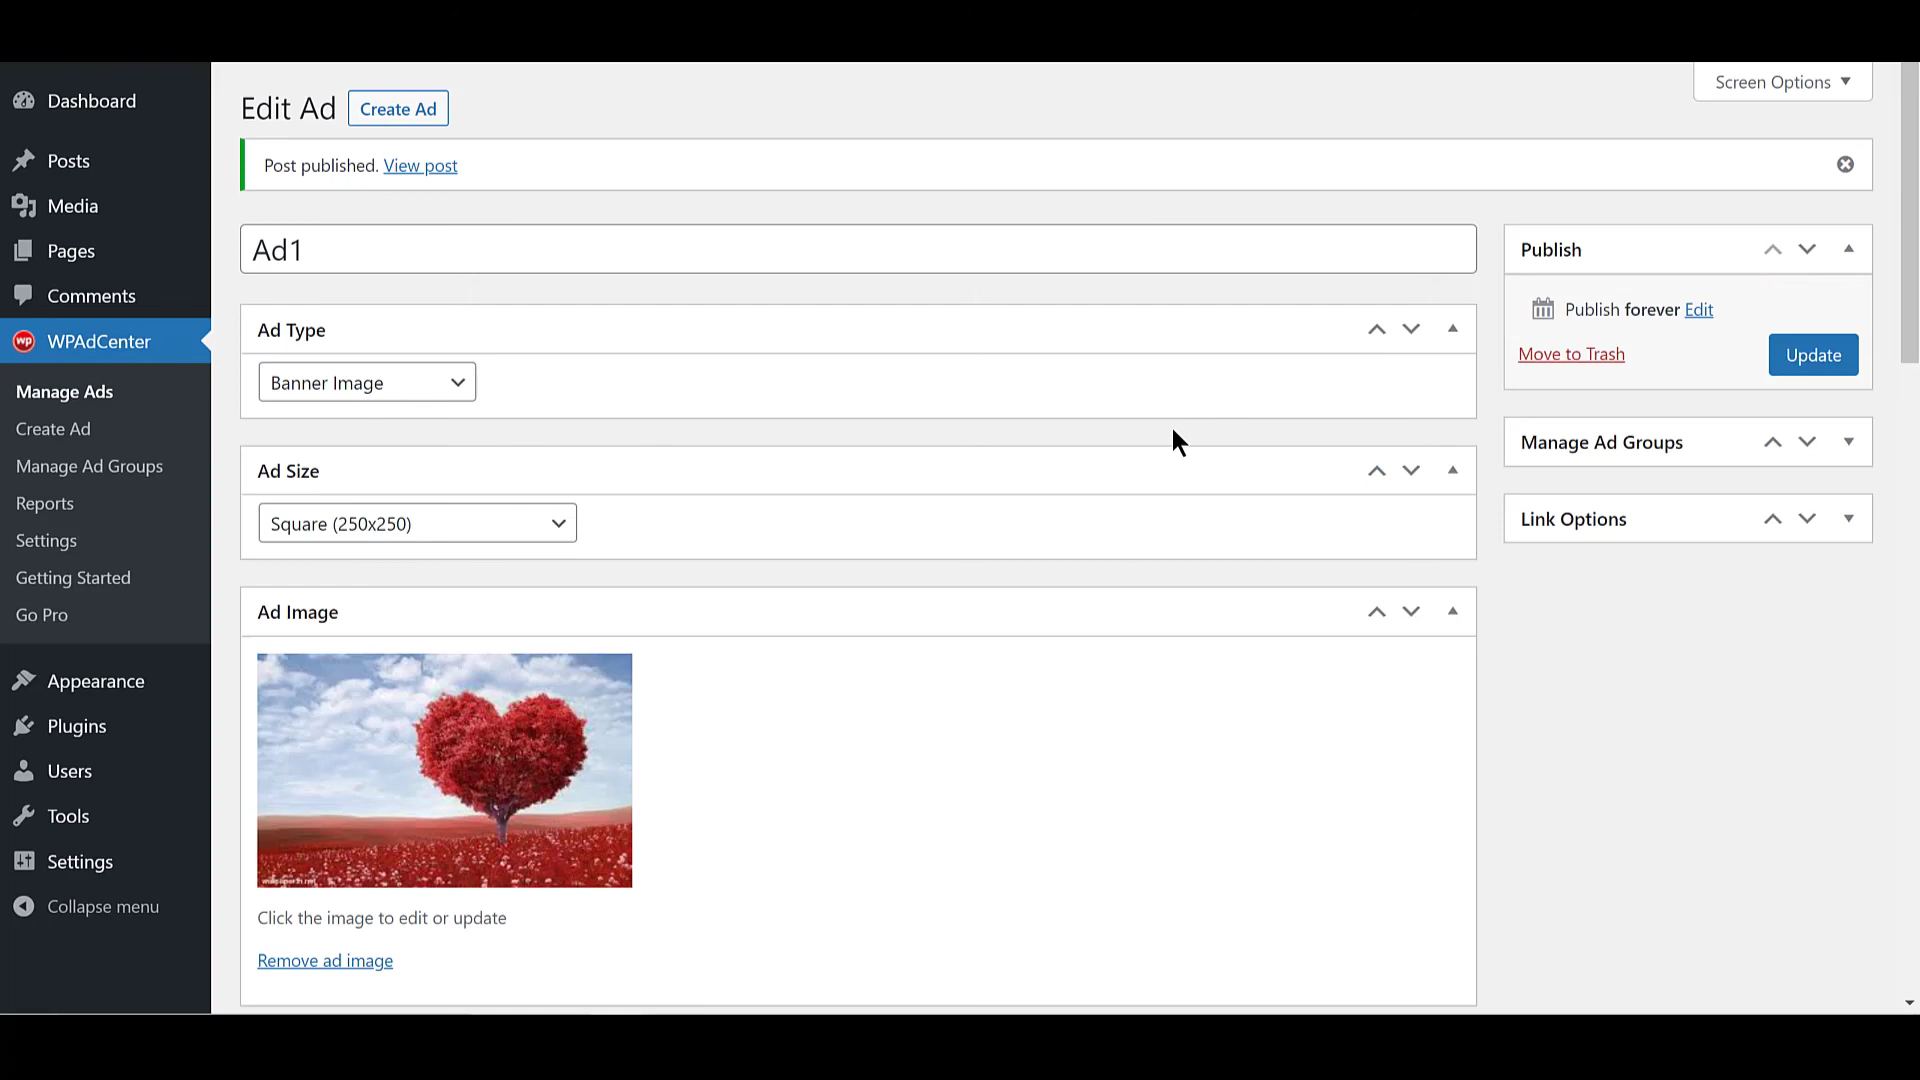 Screen Options
Dashboard
Edit Ad
Create Ad
Post published. View post
Posts
Media
Pages
Comments
WPAdCenter
Manage Ads
Create Ad
Manage Ad Groups
Reports
Settings
Getting Started
Go Pro
Appearance
Plugins
Users
Tools
Settings
Collapse menu
Ad1
Ad Type
Banner Image
Ad Size
Square (250x250)
Ad Image
Click the image to edit or update
Remove ad image
Publish
Publish forever Edit
Move to Trash
Update
Manage Ad Groups
Link Options